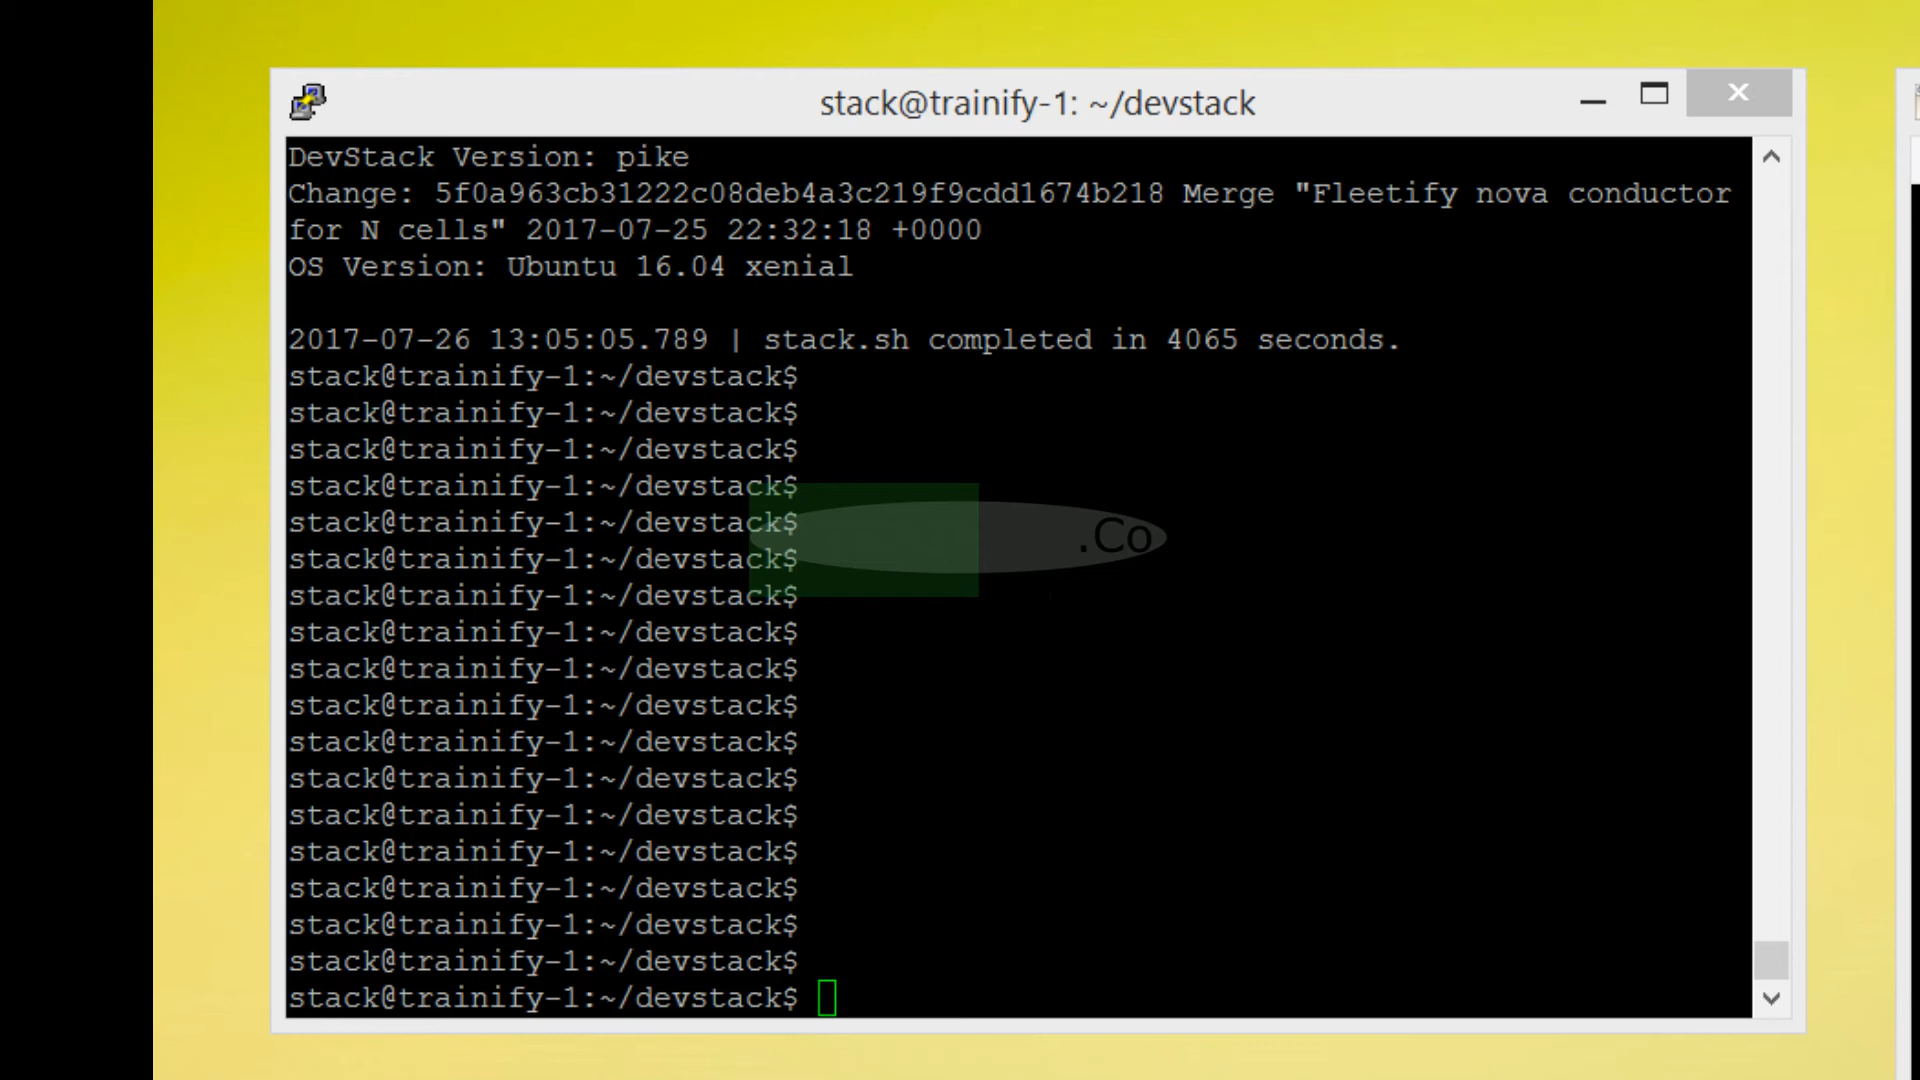 stack@trainify-1: ~/devstack
DevStack Version: pike
Change: 5f0a963cb31222c08deb4a3c219f9cdd1674b218 Merge "Fleetify nova conductor
for N cells" 2017-07-25 22:32:18 +0000
OS Version: Ubuntu 16.04 xenial
2017-07-26 13:05:05.789 | stack.sh completed in 4065 seconds.
stack@trainify-1:~/devstack$
stack@trainify-1:~/devstack$
stack@trainify-1:~/devstack$
stack@trainify-1:~/devstack$
stack@trainify-1:~/devstack$
.Co
stack@trainify-1:~/devstack$
stack@trainify-1:~/devstack$
stack@trainify-1:~/devstack$
stack@trainify-1:~/devstack$
stack@trainify-1:~/devstack$
stack@trainify-1:~/devstack$
stack@trainify-1:~/devstack$
stack@trainify-1:~/devstack$
stack@trainify-1:~/devstack$
stack@trainify-1:~/devstack$
stack@trainify-1:~/devstack$
stack@trainify-1:~/devstack$
stack@trainify-1:~/devstack$